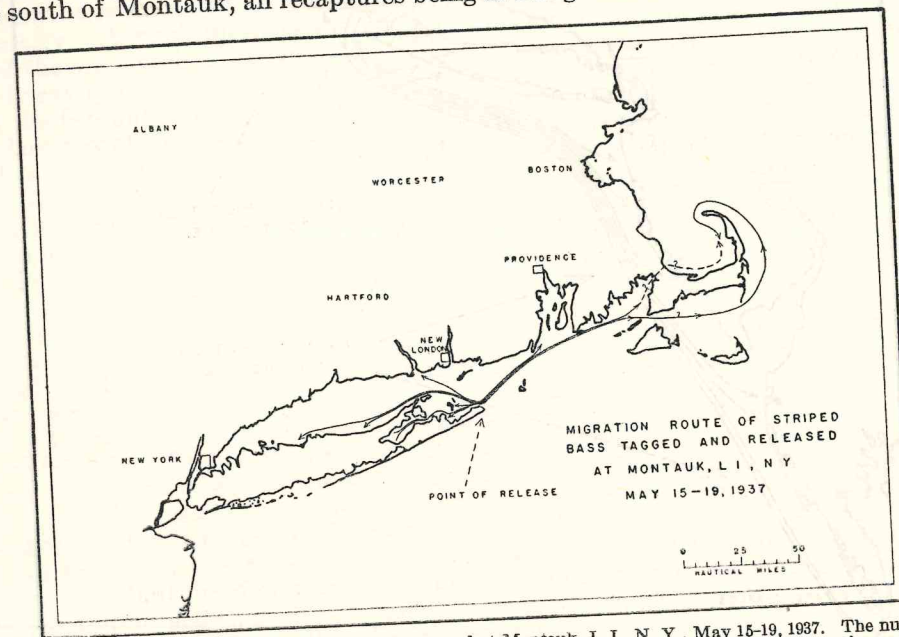 south of Montauk, all recaptures being
ALBANY
WORCESTER
BOSTON
PROVIDENCE
HARTFORD
NEW
LONDON
NEW YORK
MIGRATION ROUTE OF STRIPED
BASS TAGGED AND RELEASED
AT MONTAUK, L I , N Y
MAY 15–19, 1937
POINT OF RELEASE
0 25 50
NAUTICAL MILES
?
?
L. I., N. Y., May 15-19, 1937. The